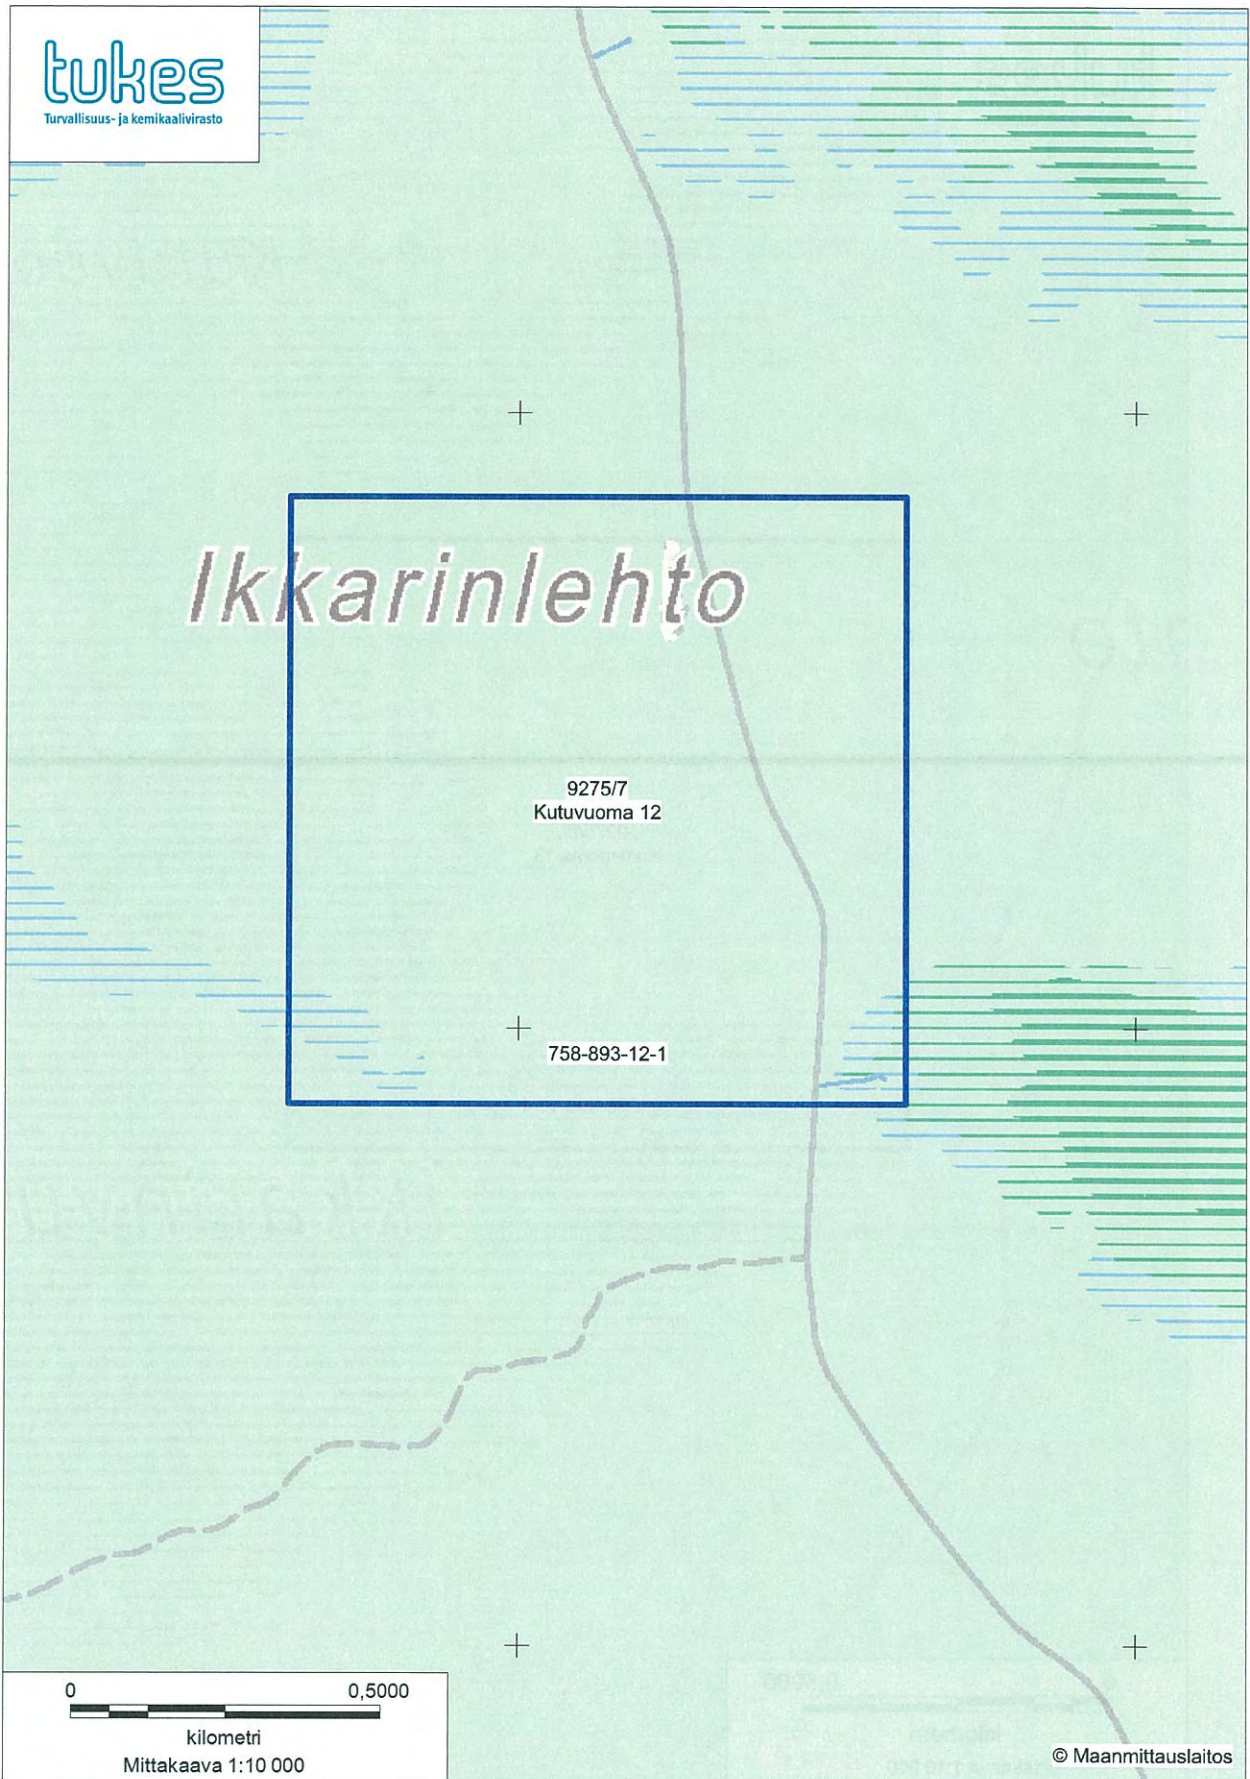 tukes
Turvallisuus- ja kemikaalivirasto
Ikkarinlehto
9275/7
Kutuvuoma 12
758-893-12-1
0 0,5000
kilometri
Mittakaava 1:10 000
© Maanmittauslaitos